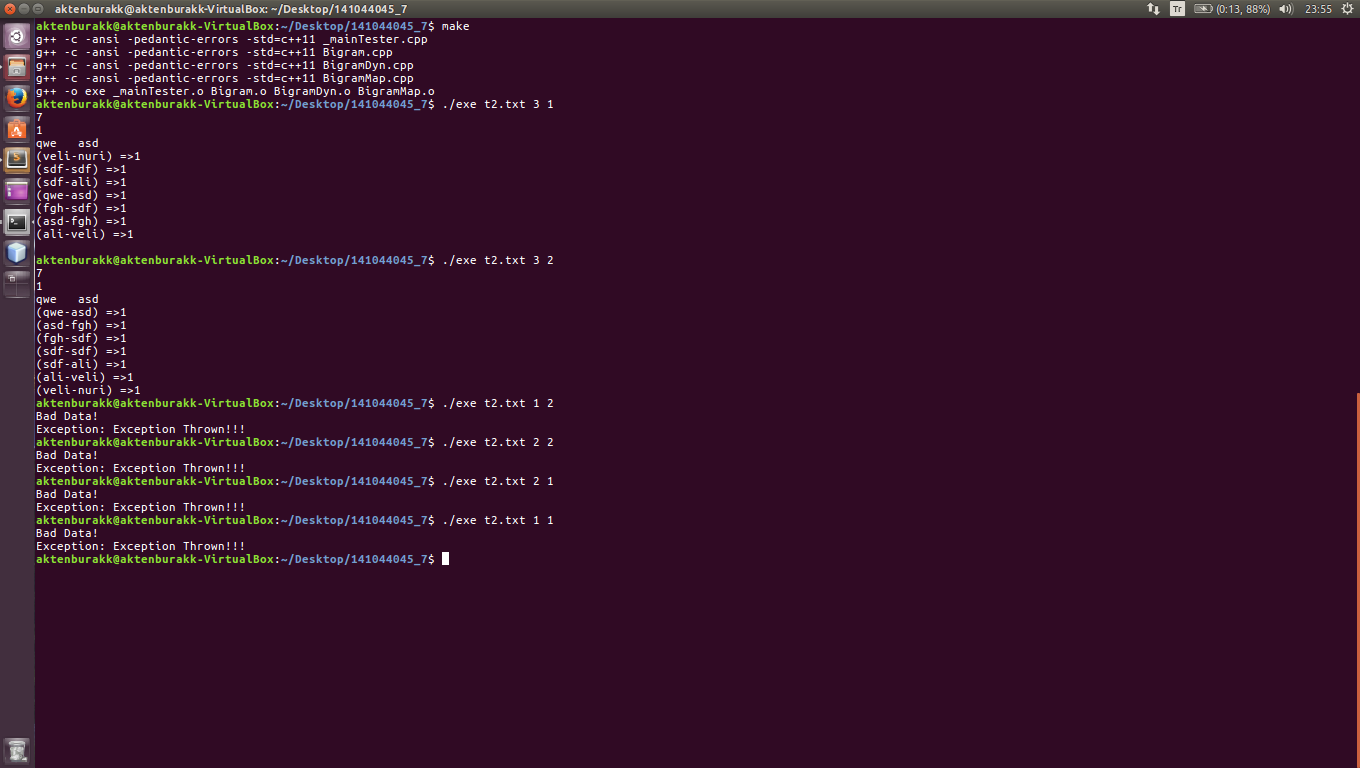 aktenburakk@aktenburakk-VirtualBox: ~/Desktop/141044045_7 Tr (0:13, 88%) 23:55
aktenburakk@aktenburakk-VirtualBox:~/Desktop/141044045_7$ make
g++ -c -ansi -pedantic-errors -std=c++11 _mainTester.cpp
g++ -c -ansi -pedantic-errors -std=c++11 Bigram.cpp
g++ -c -ansi -pedantic-errors -std=c++11 BigramDyn.cpp
g++ -c -ansi -pedantic-errors -std=c++11 BigramMap.cpp
g++ -o exe _mainTester.o Bigram.o BigramDyn.o BigramMap.o
aktenburakk@aktenburakk-VirtualBox:~/Desktop/141044045_7$ ./exe t2.txt 3 1
7
1
qwe   asd
(veli-nuri) =>1
(sdf-sdf) =>1
(sdf-ali) =>1
(qwe-asd) =>1
(fgh-sdf) =>1
(asd-fgh) =>1
(ali-veli) =>1
aktenburakk@aktenburakk-VirtualBox:~/Desktop/141044045_7$ ./exe t2.txt 3 2
7
1
qwe   asd
(qwe-asd) =>1
(asd-fgh) =>1
(fgh-sdf) =>1
(sdf-sdf) =>1
(sdf-ali) =>1
(ali-veli) =>1
(veli-nuri) =>1
aktenburakk@aktenburakk-VirtualBox:~/Desktop/141044045_7$ ./exe t2.txt 1 2
Bad Data!
Exception: Exception Thrown!!!
aktenburakk@aktenburakk-VirtualBox:~/Desktop/141044045_7$ ./exe t2.txt 2 2
Bad Data!
Exception: Exception Thrown!!!
aktenburakk@aktenburakk-VirtualBox:~/Desktop/141044045_7$ ./exe t2.txt 2 1
Bad Data!
Exception: Exception Thrown!!!
aktenburakk@aktenburakk-VirtualBox:~/Desktop/141044045_7$ ./exe t2.txt 1 1
Bad Data!
Exception: Exception Thrown!!!
aktenburakk@aktenburakk-VirtualBox:~/Desktop/141044045_7$